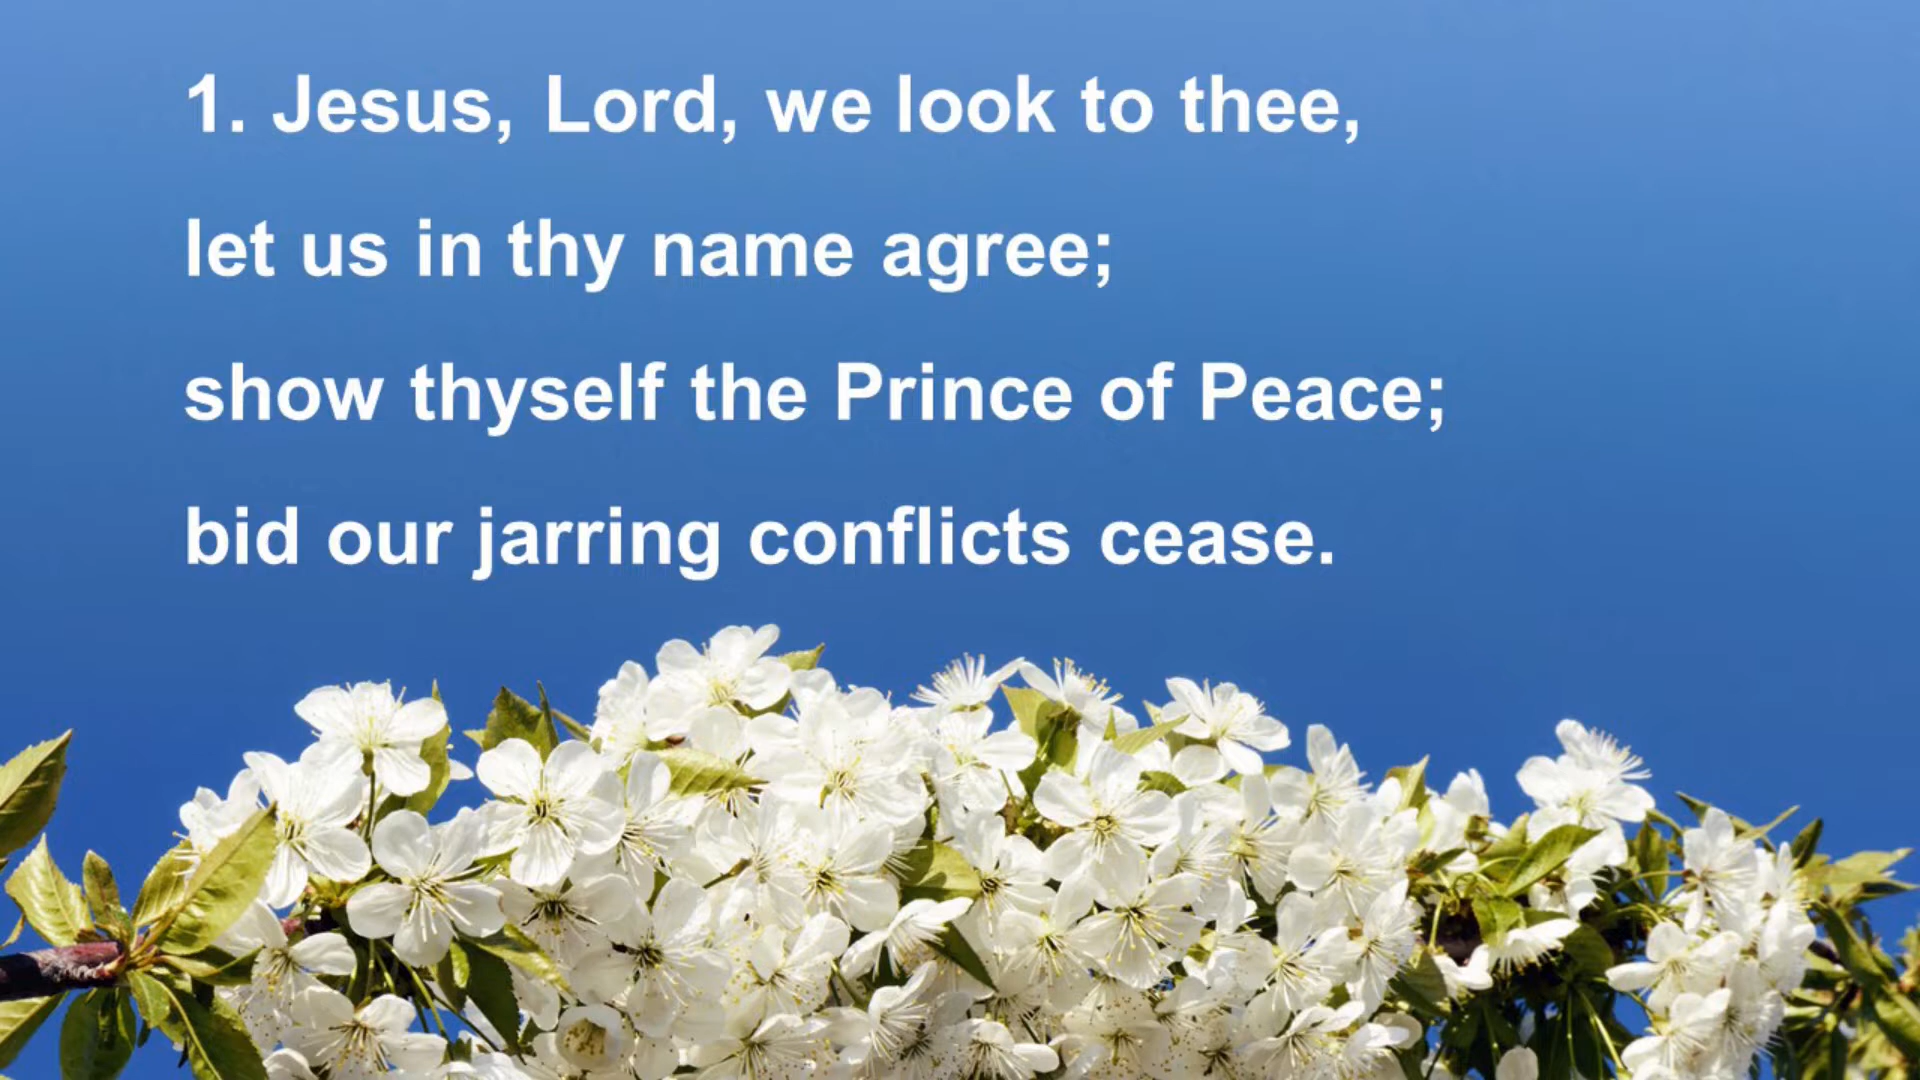 1. Jesus, Lord, we look to thee,
let us in thy name agree;
show thyself the Prince of Peace;
bid our jarring conflicts cease.